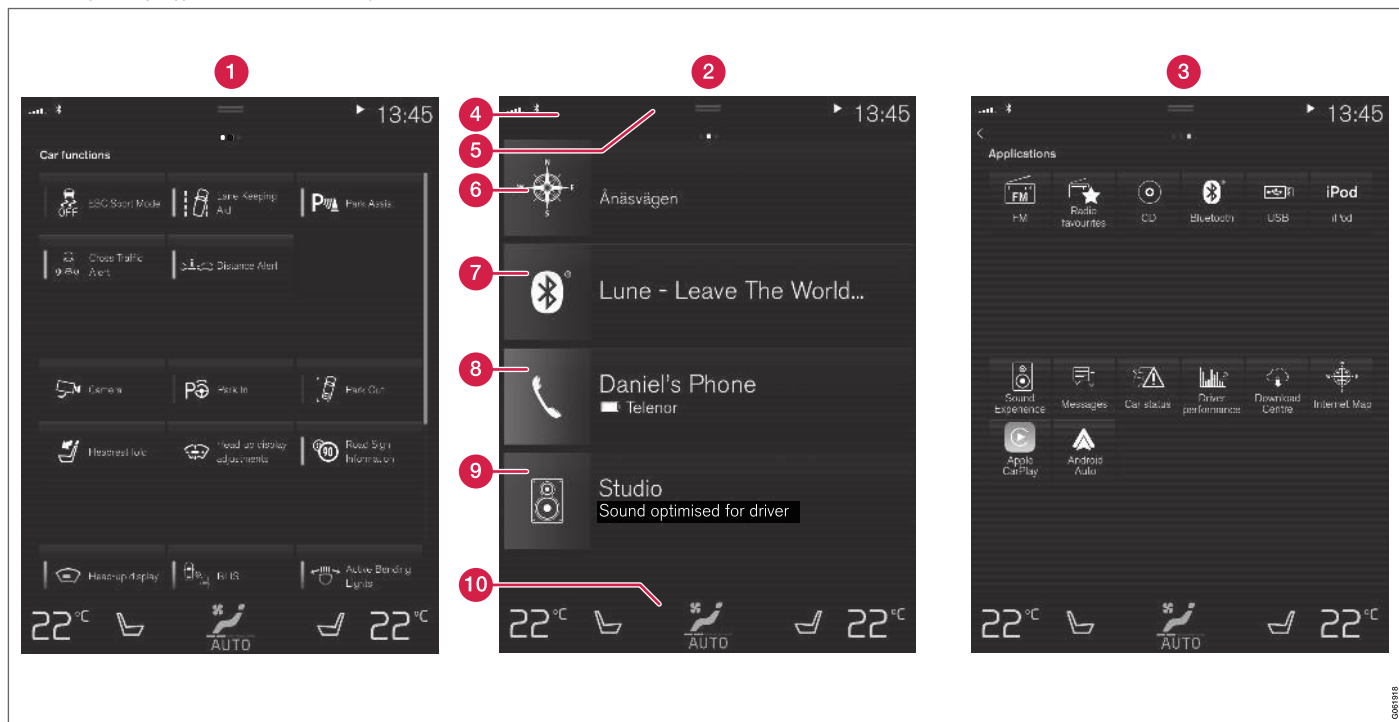 1
2
3
13:45
Car functions
OFF
ESC Sport Mode
Lane Keeping
Aid
P
Park Assist
Cross Traffic
Alert
Distance Alert
Camera
P
Park In
Park Out
Headrest fold
Head-up display
adjustments
90
Road Sign
Information
Head-up display
BLIS
Active Bending
Lights
22°C
AUTO
22°C
4
5
6
7
8
9
10
13:45
N
E
S
Ånäsvägen
Lune - Leave The World...
Daniel's Phone
Telenor
Studio
Sound optimised for driver
22°C
AUTO
22°C
13:45
Applications
FM
FM
Radio
favourites
CD
Bluetooth
USB
iPod
iPod
Sound
Experience
Messages
Car status
Driver
performance
Download
Centre
Internet Map
Apple
CarPlay
Android
Auto
22°C
AUTO
22°C
G061918